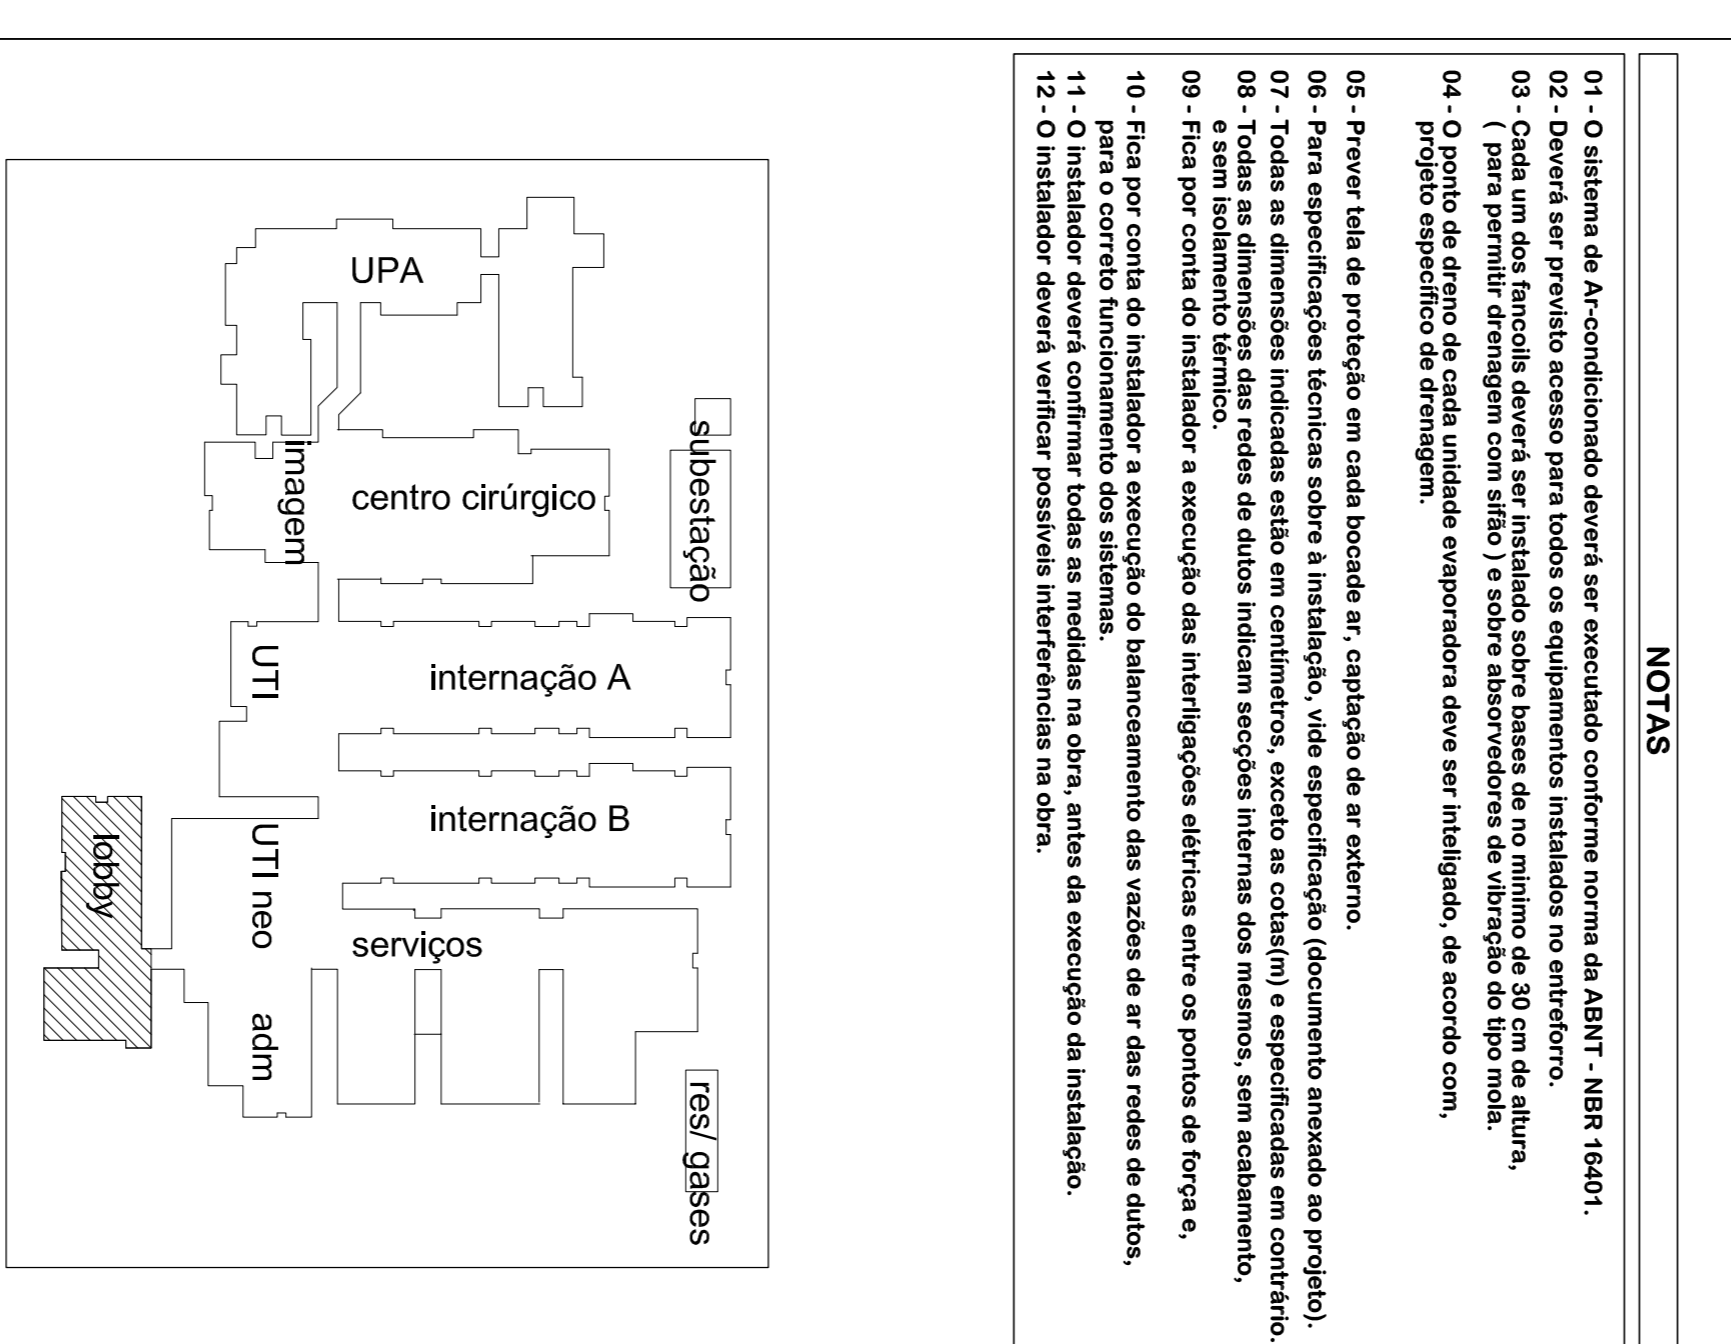 NOTAS
01 - O sistema de Ar-condicionado deverá ser executado conforme norma da ABNT - NBR 16401.
02 - Deverá ser previsto acesso para todos os equipamentos instalados no entreforro.
03 - Cada um dos fancoils deverá ser instalado sobre bases de no minimo de 30 cm de altura,
( para permitir drenagem com sifão ) e sobre absorvedores de vibração do tipo mola.
04 - O ponto de dreno de cada unidade evaporadora deve ser inteligado, de acordo com,
projeto específico de drenagem.
05 - Prever tela de proteção em cada bocade ar, captação de ar externo.
06 - Para especificações técnicas sobre à instalação, vide especificação (documento anexado ao projeto).
07 - Todas as dimensões indicadas estão em centímetros, exceto as cotas(m) e especificadas em contrário.
08 - Todas as dimensões das redes de dutos indicam secções internas dos mesmos, sem acabamento,
e sem isolamento térmico.
09 - Fica por conta do instalador a execução das interligações elétricas entre os pontos de força e,
10 - Fica por conta do instalador a execução do balanceamento das vazões de ar das redes de dutos,
para o correto funcionamento dos sistemas.
11 - O instalador deverá confirmar todas as medidas na obra, antes da execução da instalação.
12 - O instalador deverá verificar possíveis interferências na obra.
UPA
subestação
imagem
centro cirúrgico
UTI
internação A
internação B
lobby
UTI neo
serviços
adm
res/ gases